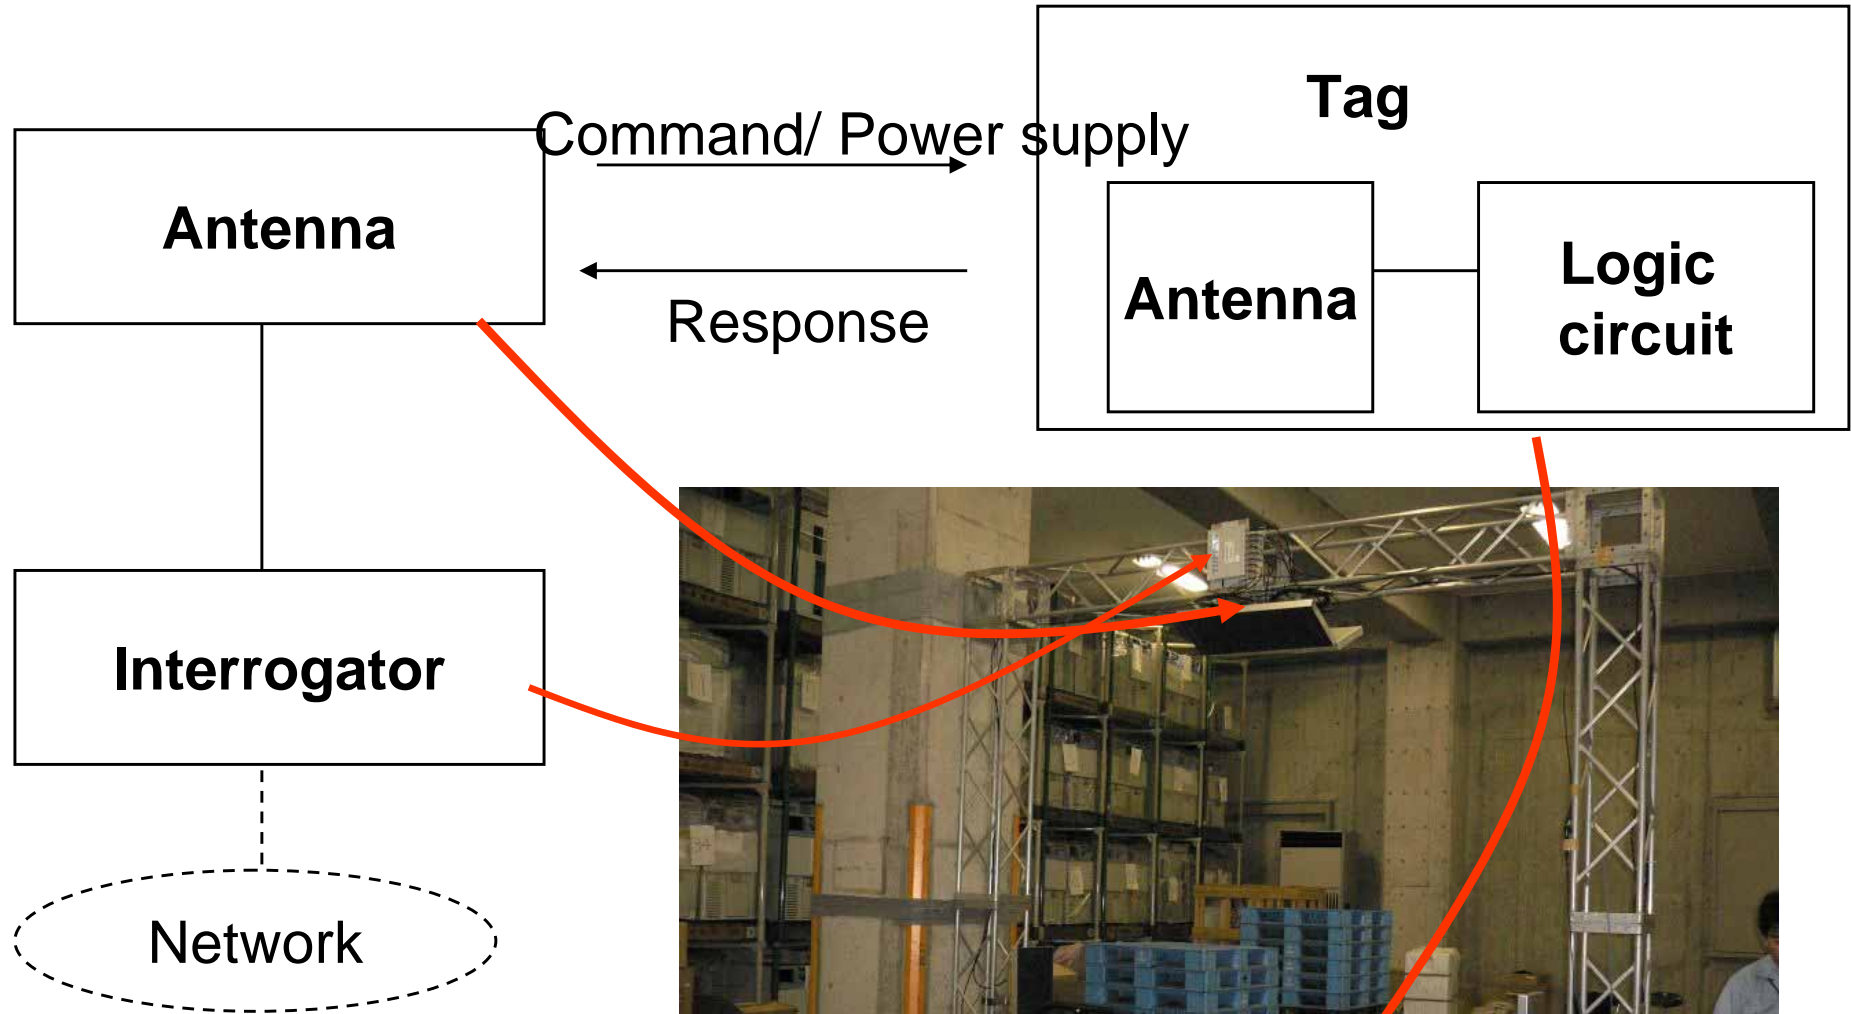 Tag
Command/ Power supply
Antenna
Antenna
Logic
circuit
Response
Interrogator
Network